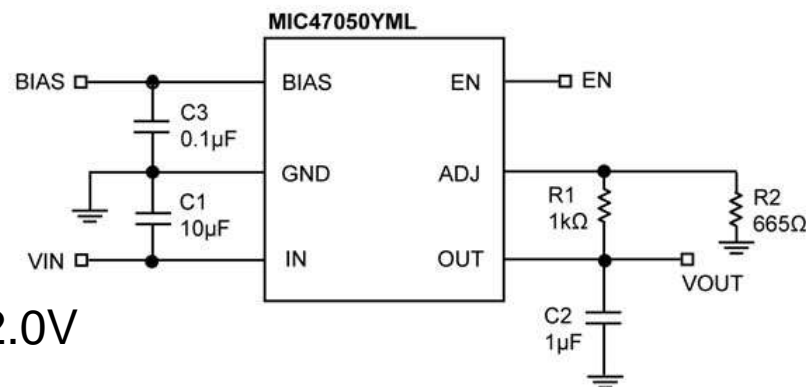 MIC47050YML
BIAS
BIAS
EN
EN
C3
0.1µF
GND
ADJ
C1
10µF
R1
1kΩ
R2
665Ω
VIN
IN
OUT
VOUT
C2
1µF
2.0V